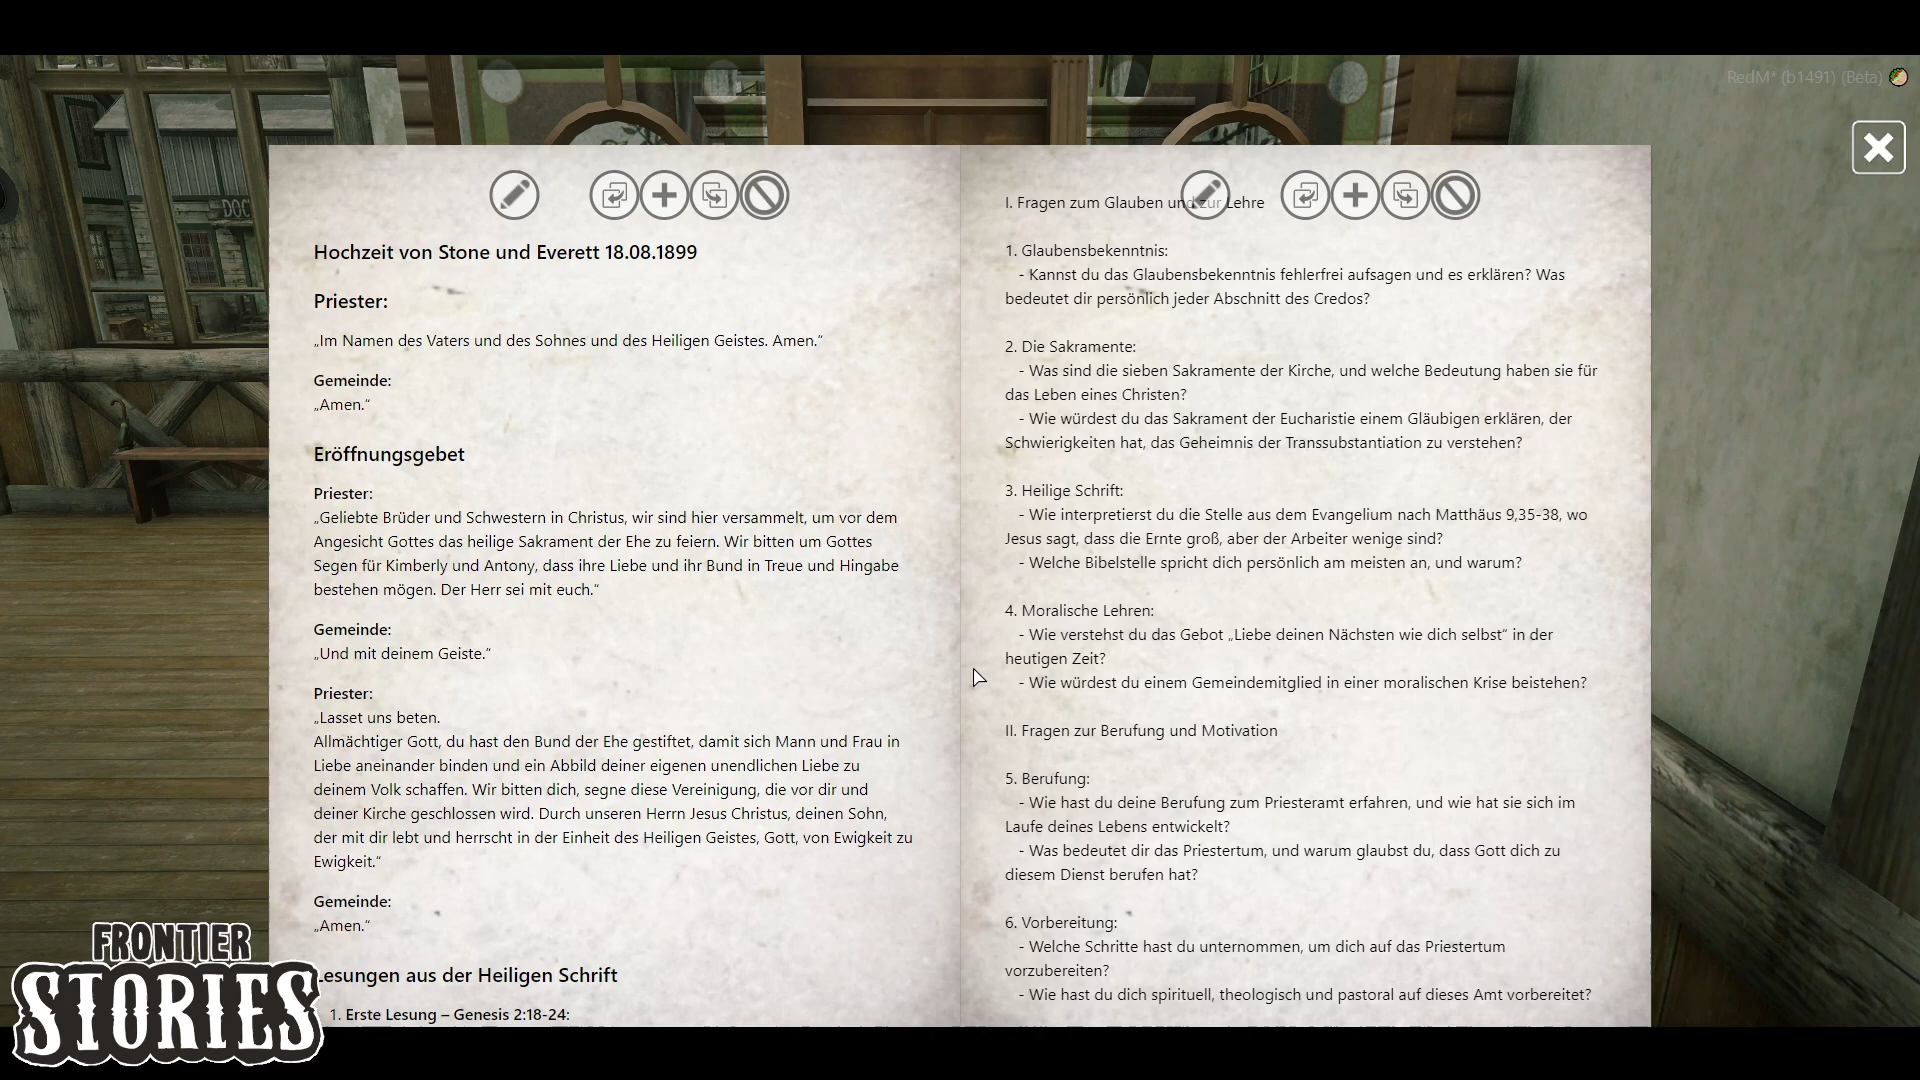 RedM* (b1491) (Beta)
DOC
Hochzeit von Stone und Everett 18.08.1899
Priester:
„Im Namen des Vaters und des Sohnes und des Heiligen Geistes. Amen.“
Gemeinde:
„Amen.“
Eröffnungsgebet
Priester:
„Geliebte Brüder und Schwestern in Christus, wir sind hier versammelt, um vor dem
Angesicht Gottes das heilige Sakrament der Ehe zu feiern. Wir bitten um Gottes
Segen für Kimberly und Antony, dass ihre Liebe und ihr Bund in Treue und Hingabe
bestehen mögen. Der Herr sei mit euch.“
Gemeinde:
„Und mit deinem Geiste.“
Priester:
„Lasset uns beten.
Allmächtiger Gott, du hast den Bund der Ehe gestiftet, damit sich Mann und Frau in
Liebe aneinander binden und ein Abbild deiner eigenen unendlichen Liebe zu
deinem Volk schaffen. Wir bitten dich, segne diese Vereinigung, die vor dir und
deiner Kirche geschlossen wird. Durch unseren Herrn Jesus Christus, deinen Sohn,
der mit dir lebt und herrscht in der Einheit des Heiligen Geistes, Gott, von Ewigkeit zu
Ewigkeit.“
Gemeinde:
„Amen.“
Lesungen aus der Heiligen Schrift
1. Erste Lesung – Genesis 2:18-24:
I. Fragen zum Glauben und zur Lehre
1. Glaubensbekenntnis:
- Kannst du das Glaubensbekenntnis fehlerfrei aufsagen und es erklären? Was
bedeutet dir persönlich jeder Abschnitt des Credos?
2. Die Sakramente:
- Was sind die sieben Sakramente der Kirche, und welche Bedeutung haben sie für
das Leben eines Christen?
- Wie würdest du das Sakrament der Eucharistie einem Gläubigen erklären, der
Schwierigkeiten hat, das Geheimnis der Transsubstantiation zu verstehen?
3. Heilige Schrift:
- Wie interpretierst du die Stelle aus dem Evangelium nach Matthäus 9,35-38, wo
Jesus sagt, dass die Ernte groß, aber der Arbeiter wenige sind?
- Welche Bibelstelle spricht dich persönlich am meisten an, und warum?
4. Moralische Lehren:
- Wie verstehst du das Gebot „Liebe deinen Nächsten wie dich selbst“ in der
heutigen Zeit?
- Wie würdest du einem Gemeindemitglied in einer moralischen Krise beistehen?
II. Fragen zur Berufung und Motivation
5. Berufung:
- Wie hast du deine Berufung zum Priesteramt erfahren, und wie hat sie sich im
Laufe deines Lebens entwickelt?
- Was bedeutet dir das Priestertum, und warum glaubst du, dass Gott dich zu
diesem Dienst berufen hat?
6. Vorbereitung:
- Welche Schritte hast du unternommen, um dich auf das Priestertum
vorzubereiten?
- Wie hast du dich spirituell, theologisch und pastoral auf dieses Amt vorbereitet?
FRONTIER
STORIES